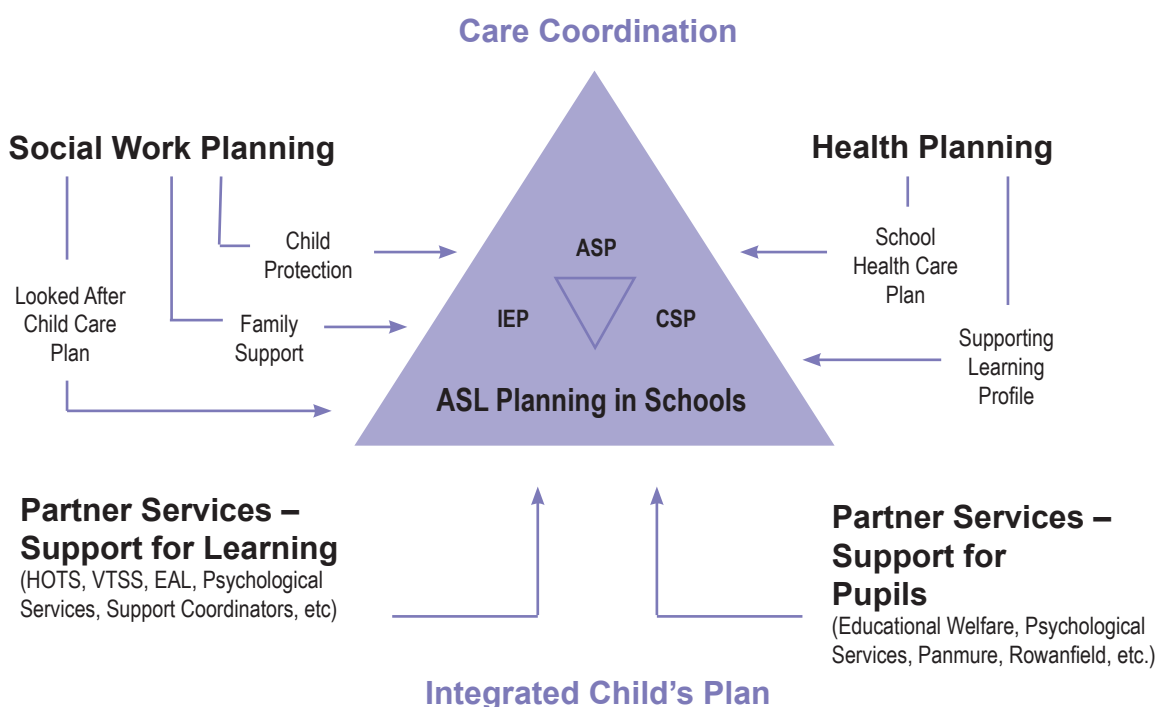 Care Coordination
Social Work Planning
Health Planning
Child
Protection
ASP
School
Health Care
Plan
Looked After
Child Care
Plan
Family
Support
IEP
CSP
Supporting
Learning
Profile
ASL Planning in Schools
Partner Services –
Support for Learning
(HOTS, VTSS, EAL, Psychological
Services, Support Coordinators, etc)
Partner Services –
Support for
Pupils
(Educational Welfare, Psychological
Services, Panmure, Rowanfield, etc.)
Integrated Child's Plan